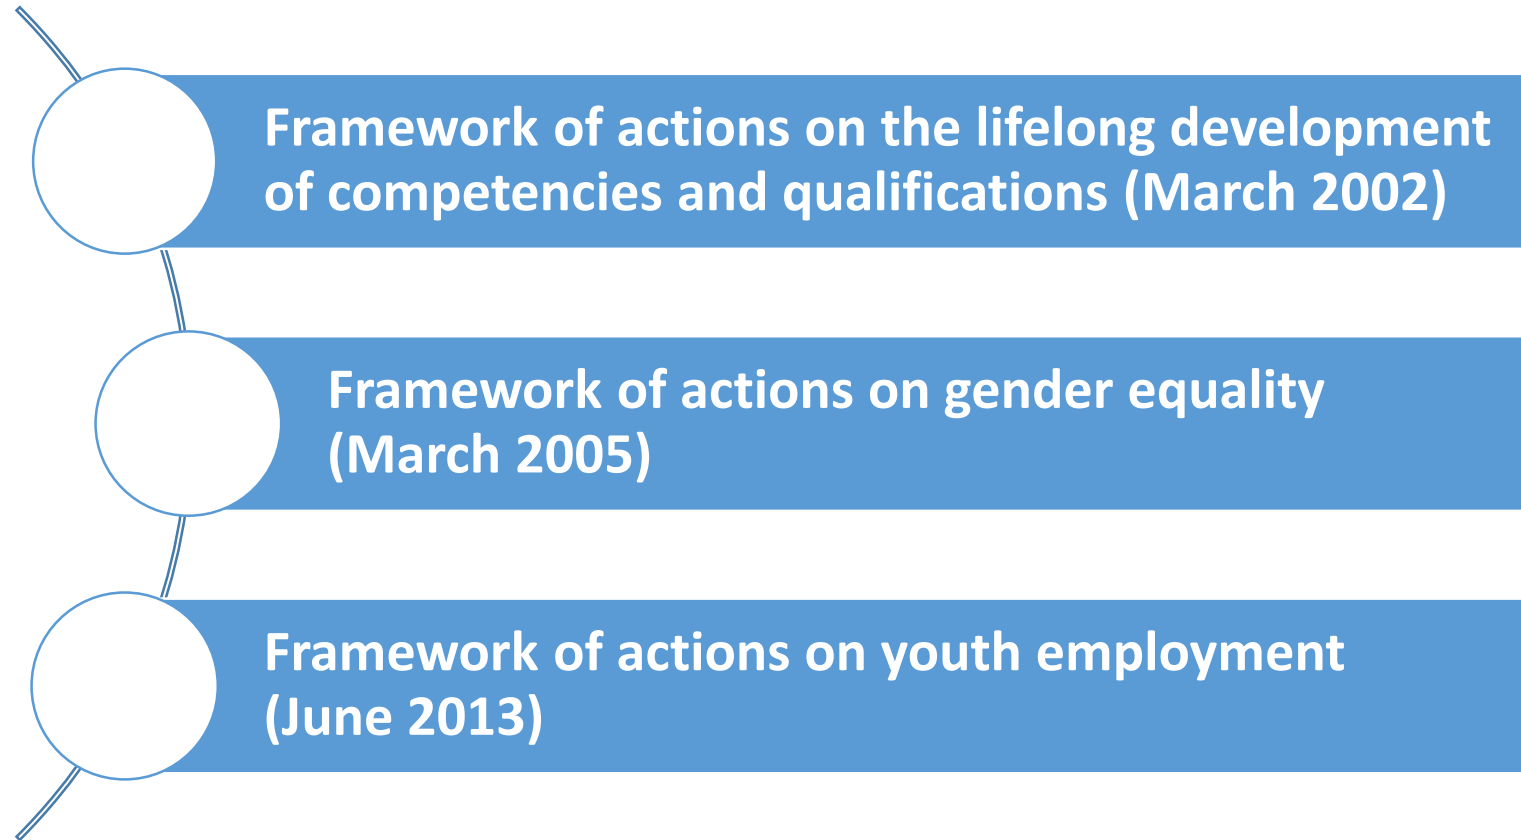 Framework of actions on the lifelong development
of competencies and qualifications (March 2002)
Framework of actions on gender equality
(March 2005)
Framework of actions on youth employment
(June 2013)